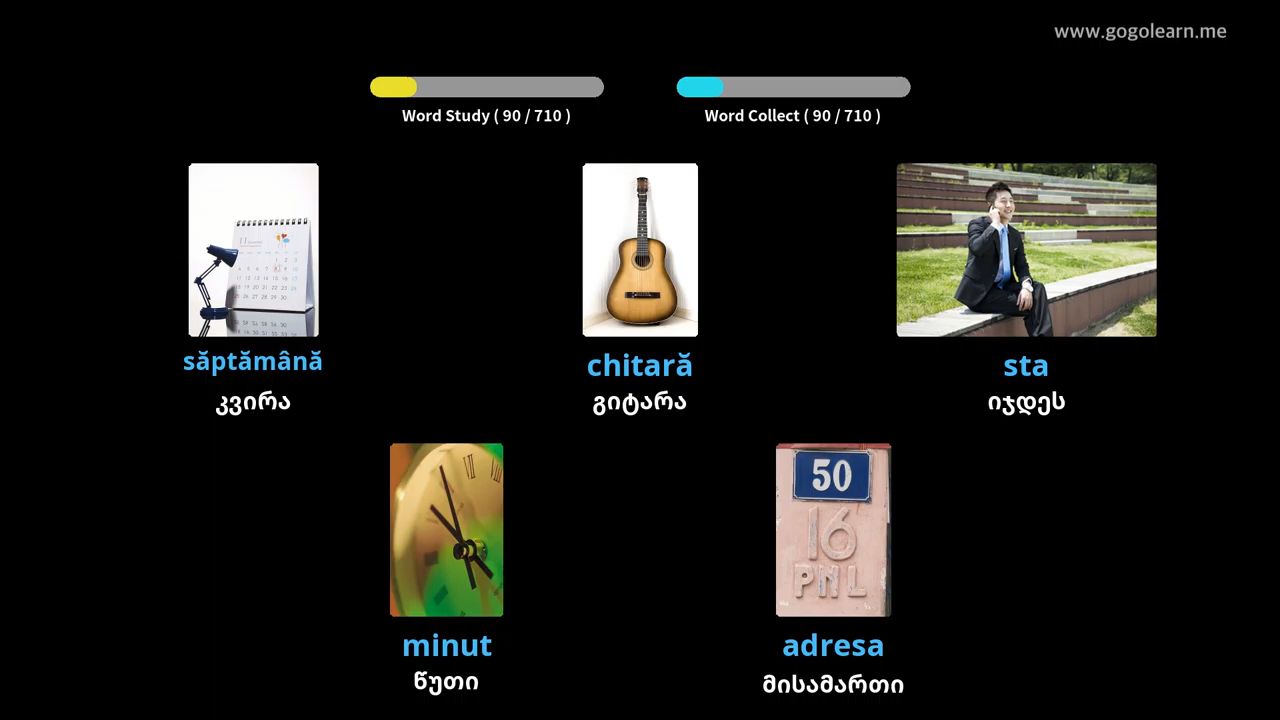 www.gogolearn.me
Word Study ( 90 / 710 )
Word Collect ( 90 / 710 )
săptămână
კვირა
chitară
გიტარა
sta
იჯდეს
50
16
PNL
minut
წუთი
adresa
მისამართი